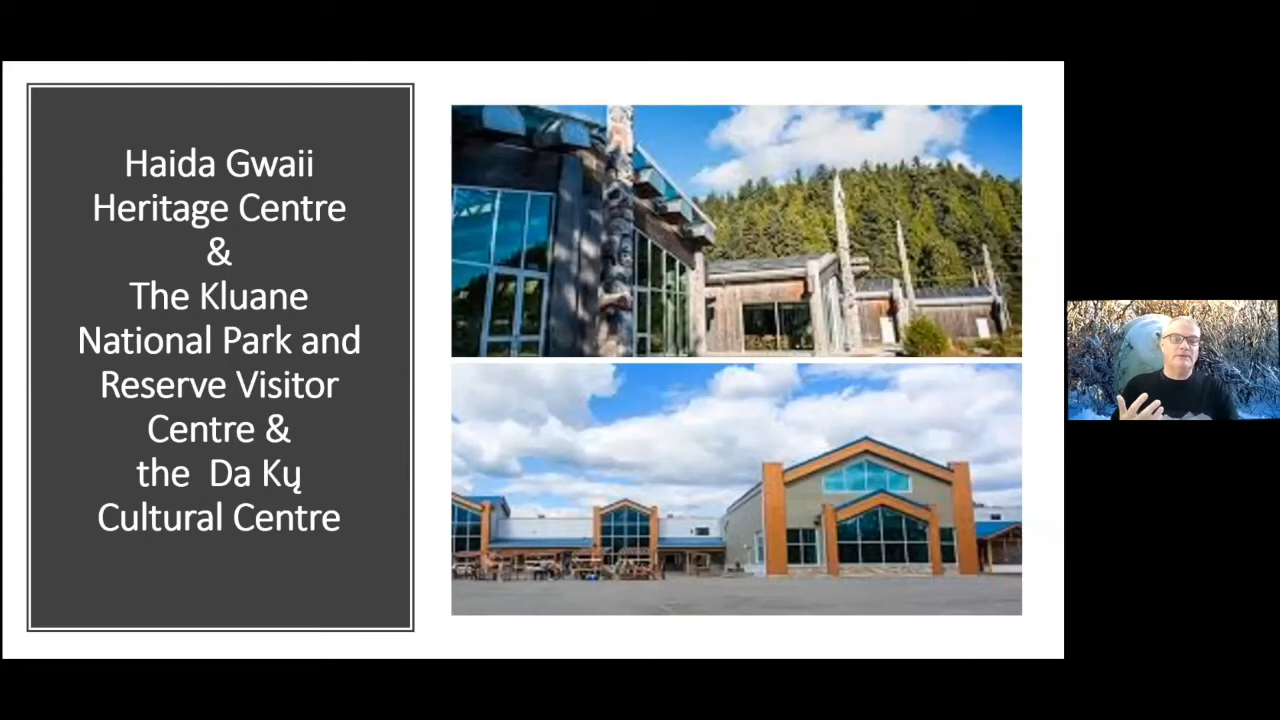 Haida Gwaii
Heritage Centre
&
The Kluane
National Park and
Reserve Visitor
Centre &
the Da Kų
Cultural Centre